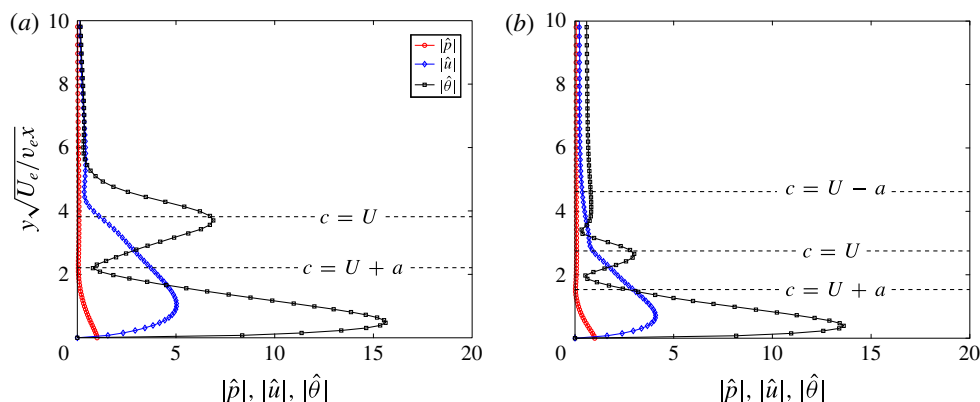 (a)
10
8
6
4
2
0
5
10
15
20
y√U_e/ν_e x
|p̂|
|û|
|θ̂|
c = U
c = U + a
|p̂|, |û|, |θ̂|
(b)
10
8
6
4
2
0
5
10
15
20
c = U − a
c = U
c = U + a
|p̂|, |û|, |θ̂|